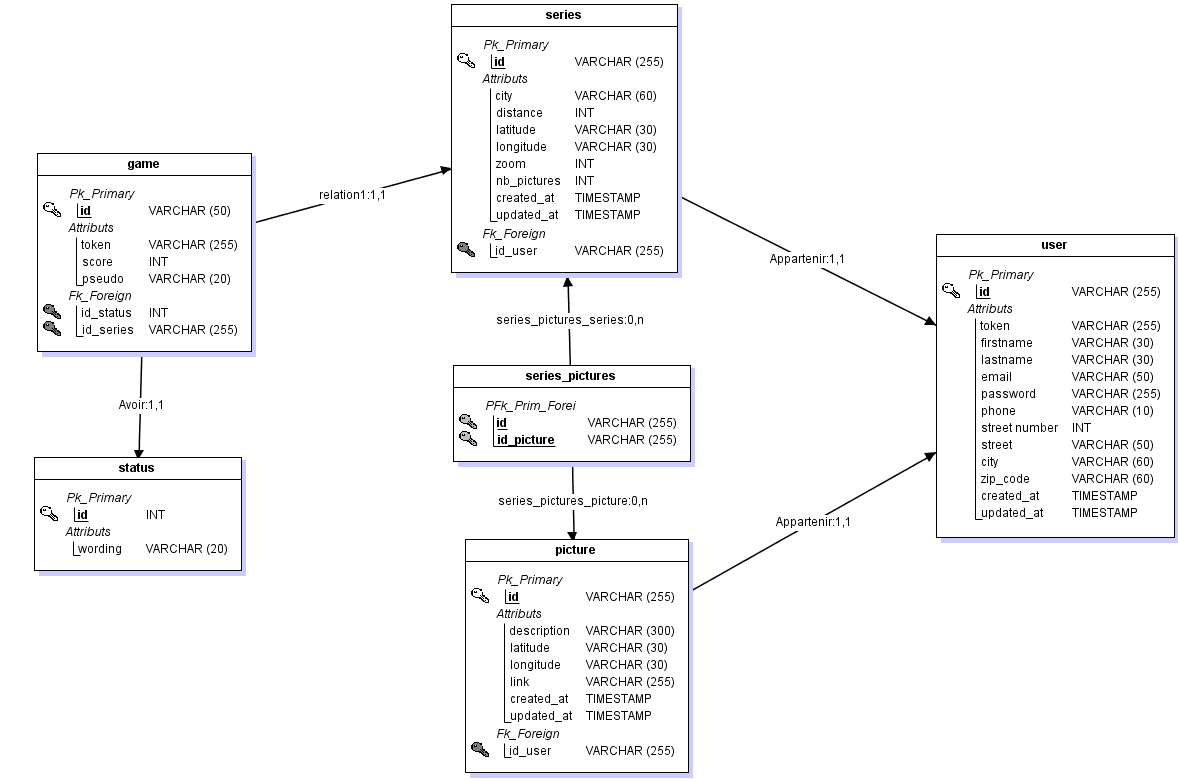 series
Pk_Primary
id VARCHAR (255)
Attributs
city VARCHAR (60)
distance INT
latitude VARCHAR (30)
longitude VARCHAR (30)
zoom INT
nb_pictures INT
created_at TIMESTAMP
updated_at TIMESTAMP
Fk_Foreign
id_user VARCHAR (255)
game
Pk_Primary
id VARCHAR (50)
Attributs
token VARCHAR (255)
score INT
pseudo VARCHAR (20)
Fk_Foreign
id_status INT
id_series VARCHAR (255)
relation1:1,1
Appartenir:1,1
user
Pk_Primary
id VARCHAR (255)
Attributs
token VARCHAR (255)
firstname VARCHAR (30)
lastname VARCHAR (30)
email VARCHAR (50)
password VARCHAR (255)
phone VARCHAR (10)
street number INT
street VARCHAR (50)
city VARCHAR (60)
zip_code VARCHAR (60)
created_at TIMESTAMP
updated_at TIMESTAMP
series_pictures_series:0,n
series_pictures
PFk_Prim_Forei
id VARCHAR (255)
id_picture VARCHAR (255)
Avoir:1,1
status
Pk_Primary
id INT
Attributs
wording VARCHAR (20)
series_pictures_picture:0,n
Appartenir:1,1
picture
Pk_Primary
id VARCHAR (255)
Attributs
description VARCHAR (300)
latitude VARCHAR (30)
longitude VARCHAR (30)
link VARCHAR (255)
created_at TIMESTAMP
updated_at TIMESTAMP
Fk_Foreign
id_user VARCHAR (255)